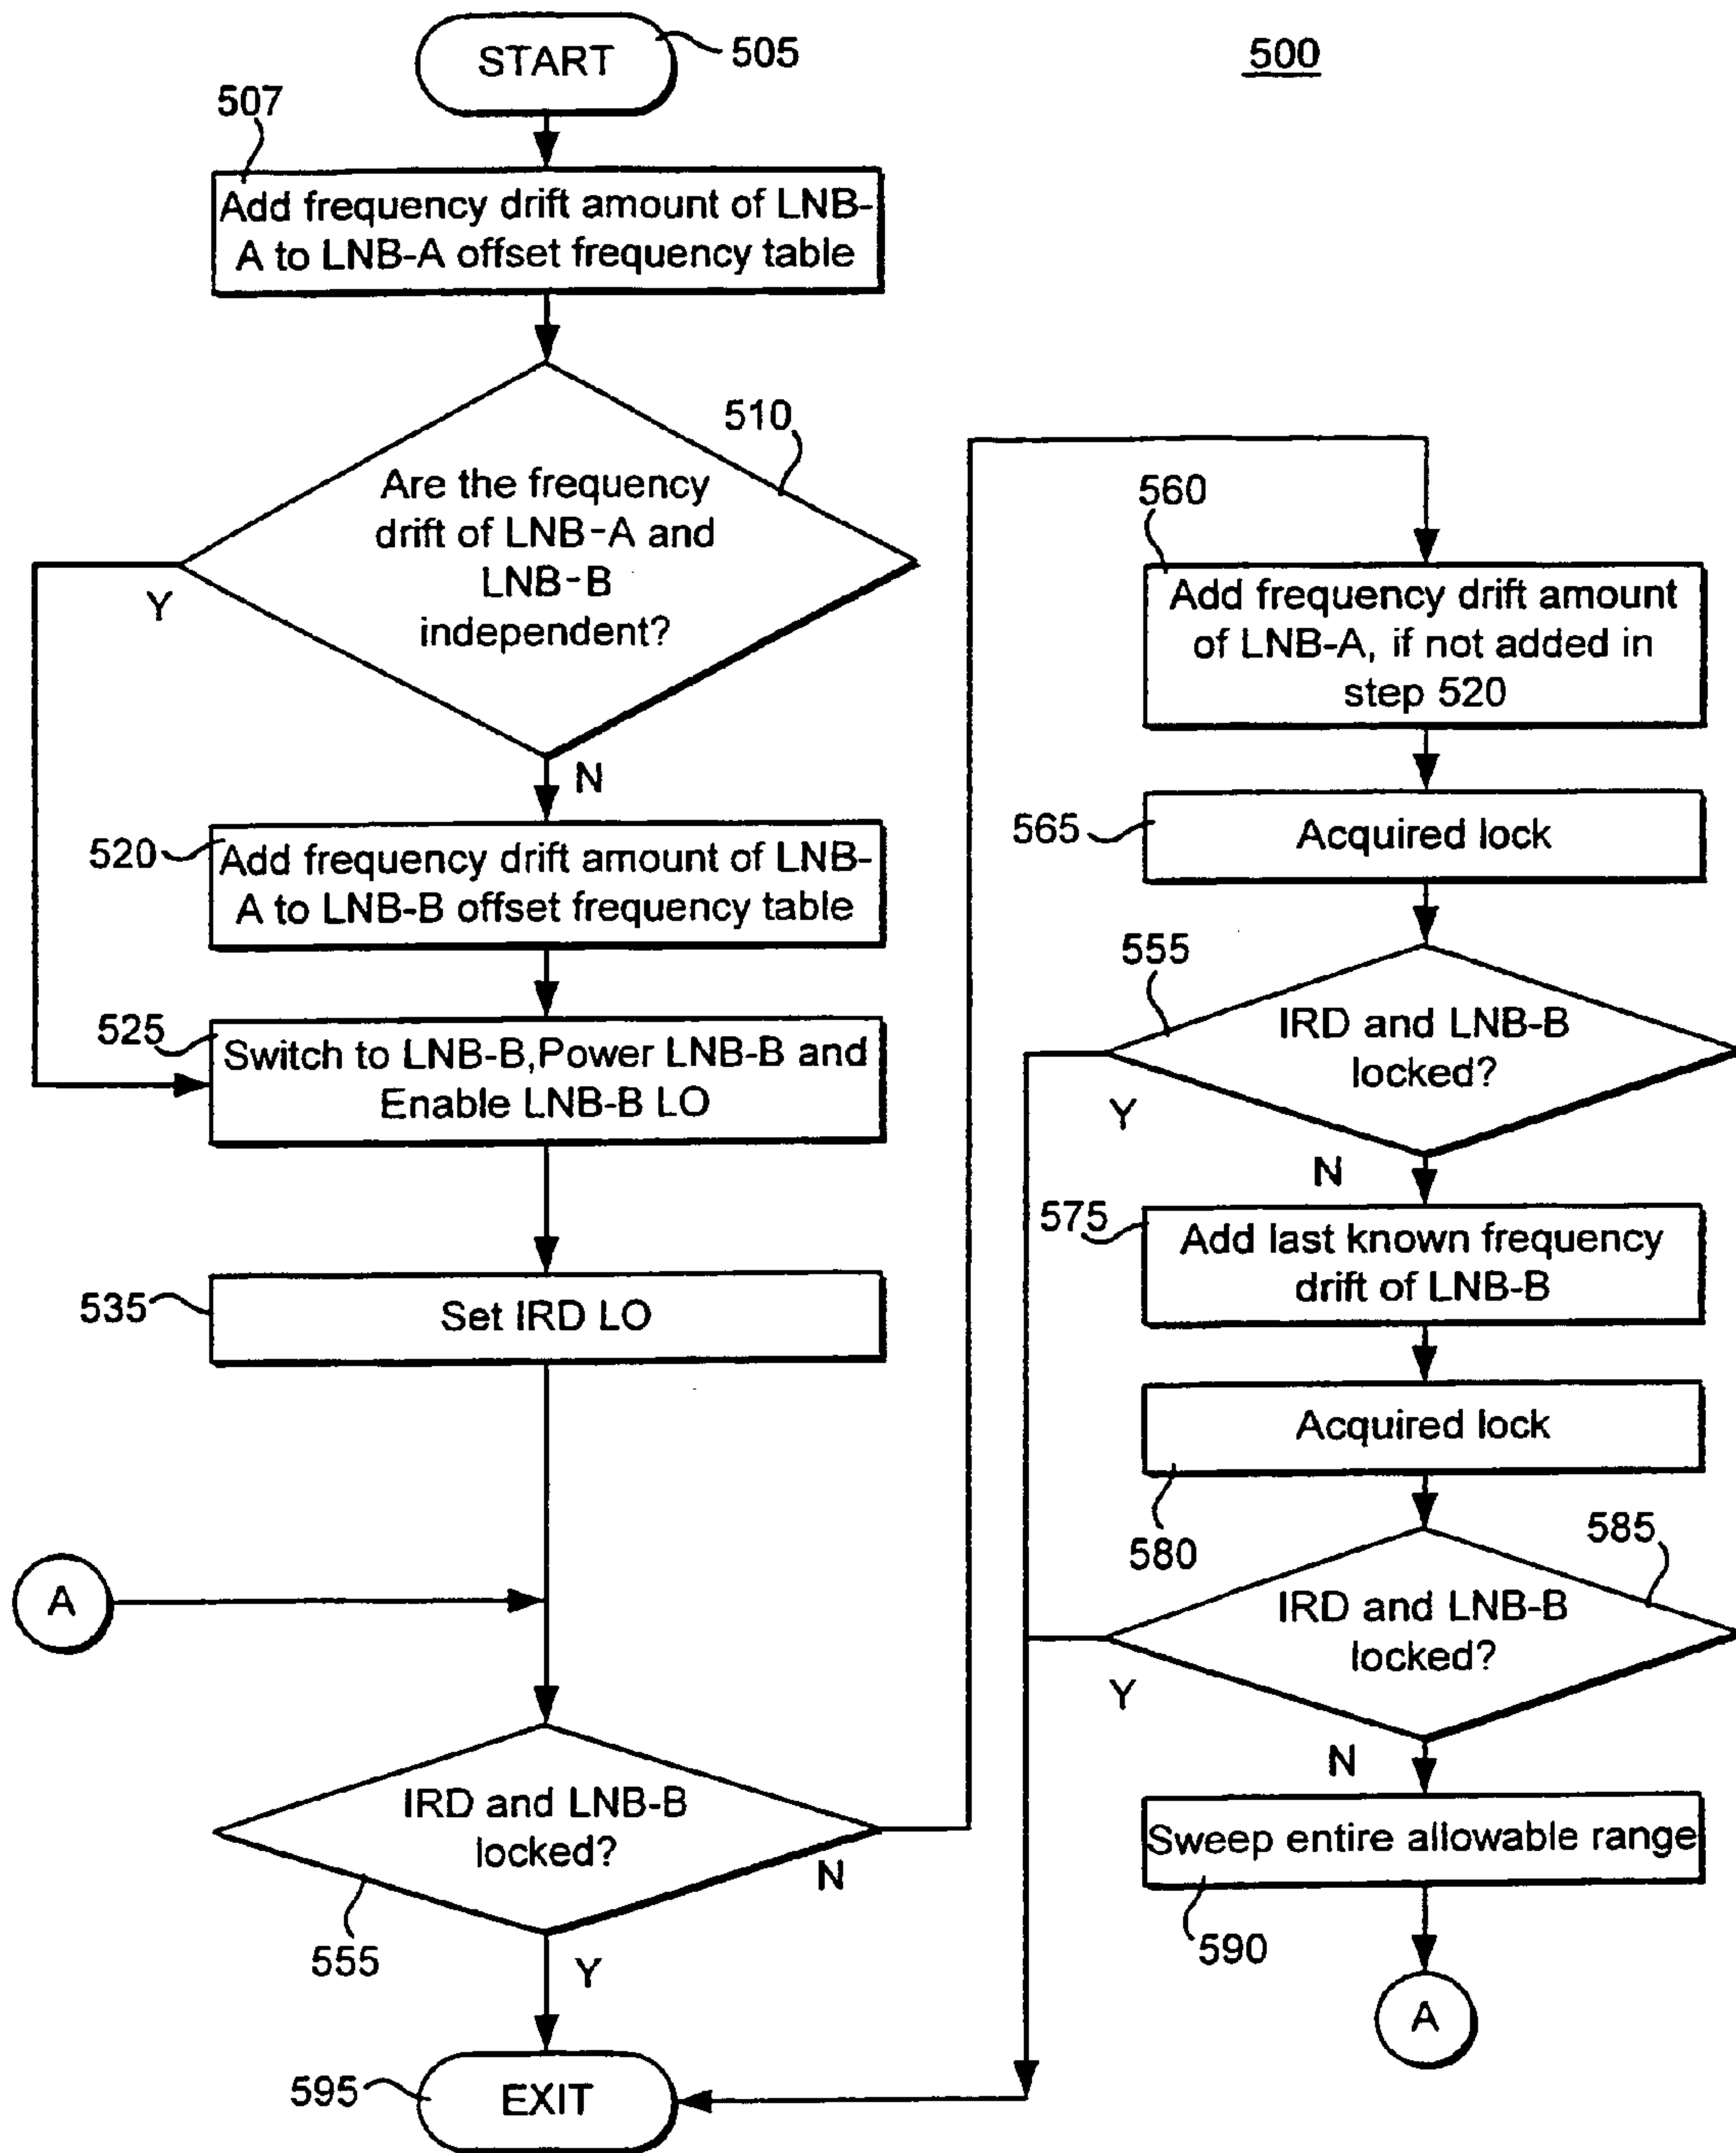 500
START
505
507
Add frequency drift amount of LNB-
A to LNB-A offset frequency table
510
Are the frequency
drift of LNB-A and
LNB-B
independent?
Y
N
520
Add frequency drift amount of LNB-
A to LNB-B offset frequency table
525
Switch to LNB-B,Power LNB-B and
Enable LNB-B LO
535
Set IRD LO
A
IRD and LNB-B
locked?
N
555
Y
595
EXIT
560
Add frequency drift amount
of LNB-A, if not added in
step 520
565
Acquired lock
555
IRD and LNB-B
locked?
Y
N
575
Add last known frequency
drift of LNB-B
Acquired lock
580
585
IRD and LNB-B
locked?
Y
N
Sweep entire allowable range
590
A